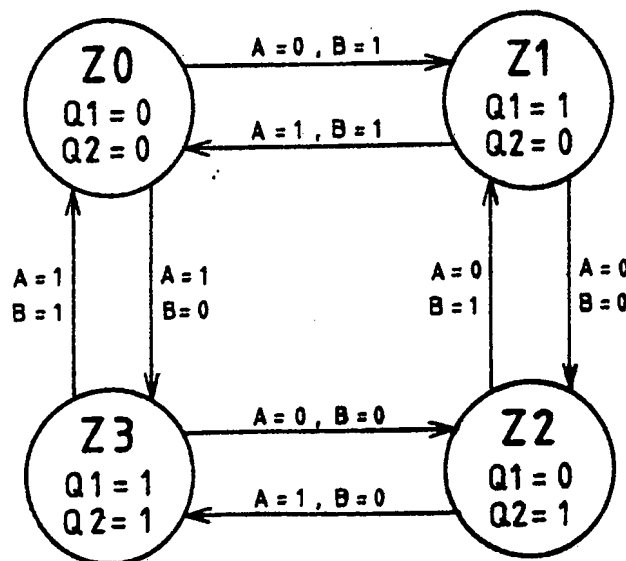 Z0
Q1 = 0
Q2 = 0
A = 0 , B = 1
A = 1 , B = 1
Z1
Q1 = 1
Q2 = 0
A = 1
B = 1
A = 1
B = 0
A = 0
B = 1
A = 0
B = 0
Z3
Q1 = 1
Q2 = 1
A = 0 , B = 0
A = 1 , B = 0
Z2
Q1 = 0
Q2 = 1